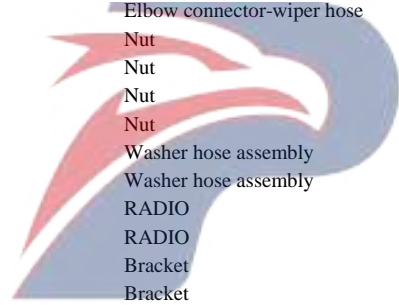 Elbow connector-wiper hose
Nut
Nut
Nut
Nut
Washer hose assembly
Washer hose assembly
RADIO
RADIO
Bracket
Bracket